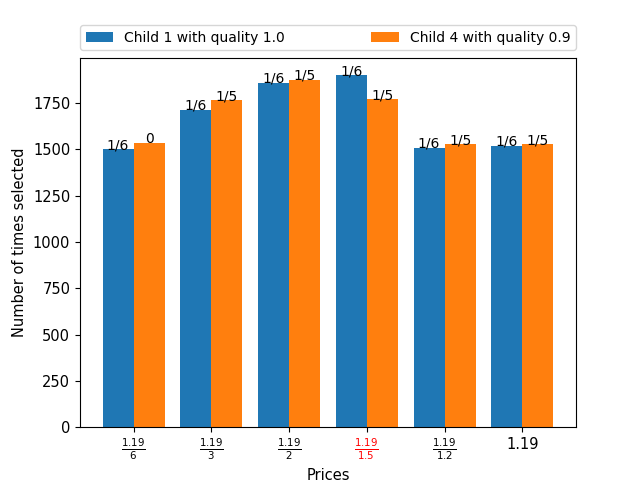 Child 1 with quality 1.0 Child 4 with quality 0.9
Number of times selected
1750
1500
1250
1000
750
500
250
0
1/6 0 1/6 1/5 1/6 1/5 1/6 1/5 1/6 1/5 1/6 1/5
1.19/6 1.19/3 1.19/2 1.19/1.5 1.19/1.2 1.19
Prices